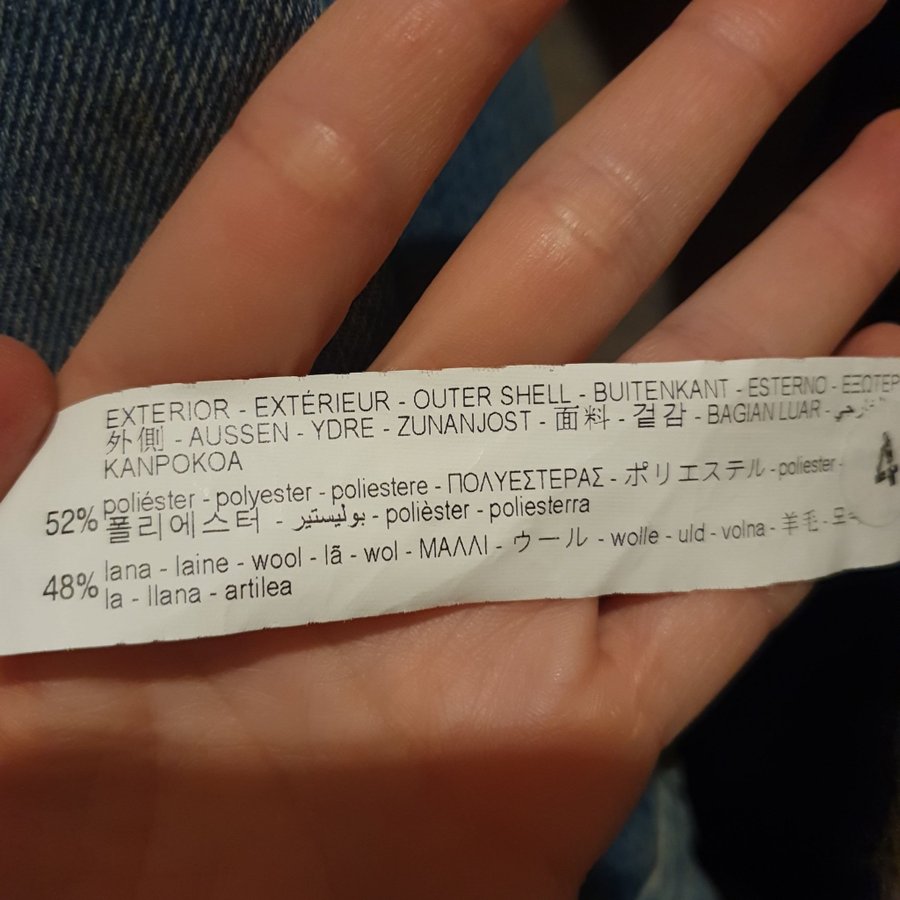 EXTERIOR - EXTÉRIEUR - OUTER SHELL - BUITENKANT - ESTERNO - ΕΞΩΤΕΡ
外側 - AUSSEN - YDRE - ZUNANJOST - 面料 - 겉감 - BAGIAN LUAR -
KANPOKOA
52% poliéster - polyester - poliestere - ΠΟΛΥΕΣΤΕΡΑΣ - ポリエステル - poliester -
폴리에스터 - بوليستير - polièster - poliesterra
48% lana - laine - wool - lã - wol - ΜΑΛΛΙ - ウール - wolle - uld - volna - 羊毛 -
la - llana - artilea
4